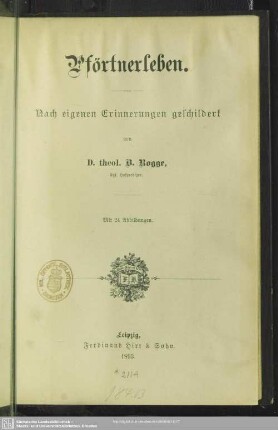 Pförtnerleben.
Nach eigenen Erinnerungen geschildert
von
D. theol. B. Rogge,
kgl. Hofprediger.
Mit 24 Abbildungen.
Leipzig,
Ferdinand Hirt & Sohn.
1893.